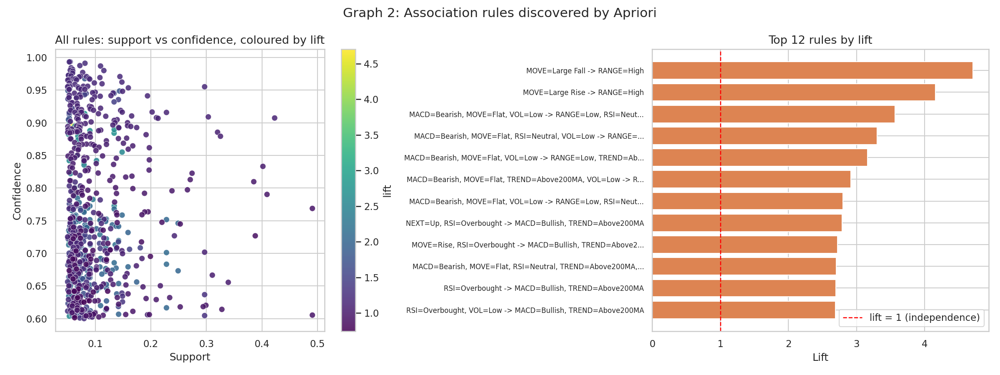 Graph 2: Association rules discovered by Apriori
All rules: support vs confidence, coloured by lift
1.00
0.95
0.90
0.85
0.80
0.75
0.70
0.65
0.60
Confidence
0.1
0.2
0.3
0.4
0.5
Support
4.5
4.0
3.5
3.0
2.5
2.0
1.5
1.0
lift
Top 12 rules by lift
MOVE=Large Fall -> RANGE=High
MOVE=Large Rise -> RANGE=High
MACD=Bearish, MOVE=Flat, VOL=Low -> RANGE=Low, RSI=Neut...
MACD=Bearish, MOVE=Flat, RSI=Neutral, VOL=Low -> RANGE=...
MACD=Bearish, MOVE=Flat, VOL=Low -> RANGE=Low, TREND=Ab...
MACD=Bearish, MOVE=Flat, TREND=Above200MA, VOL=Low -> R...
MACD=Bearish, MOVE=Flat, VOL=Low -> RANGE=Low, RSI=Neut...
NEXT=Up, RSI=Overbought -> MACD=Bullish, TREND=Above200MA
MOVE=Rise, RSI=Overbought -> MACD=Bullish, TREND=Above2...
MACD=Bearish, MOVE=Flat, RSI=Neutral, TREND=Above200MA,...
RSI=Overbought -> MACD=Bullish, TREND=Above200MA
RSI=Overbought, VOL=Low -> MACD=Bullish, TREND=Above200MA
lift = 1 (independence)
0
1
2
3
4
Lift